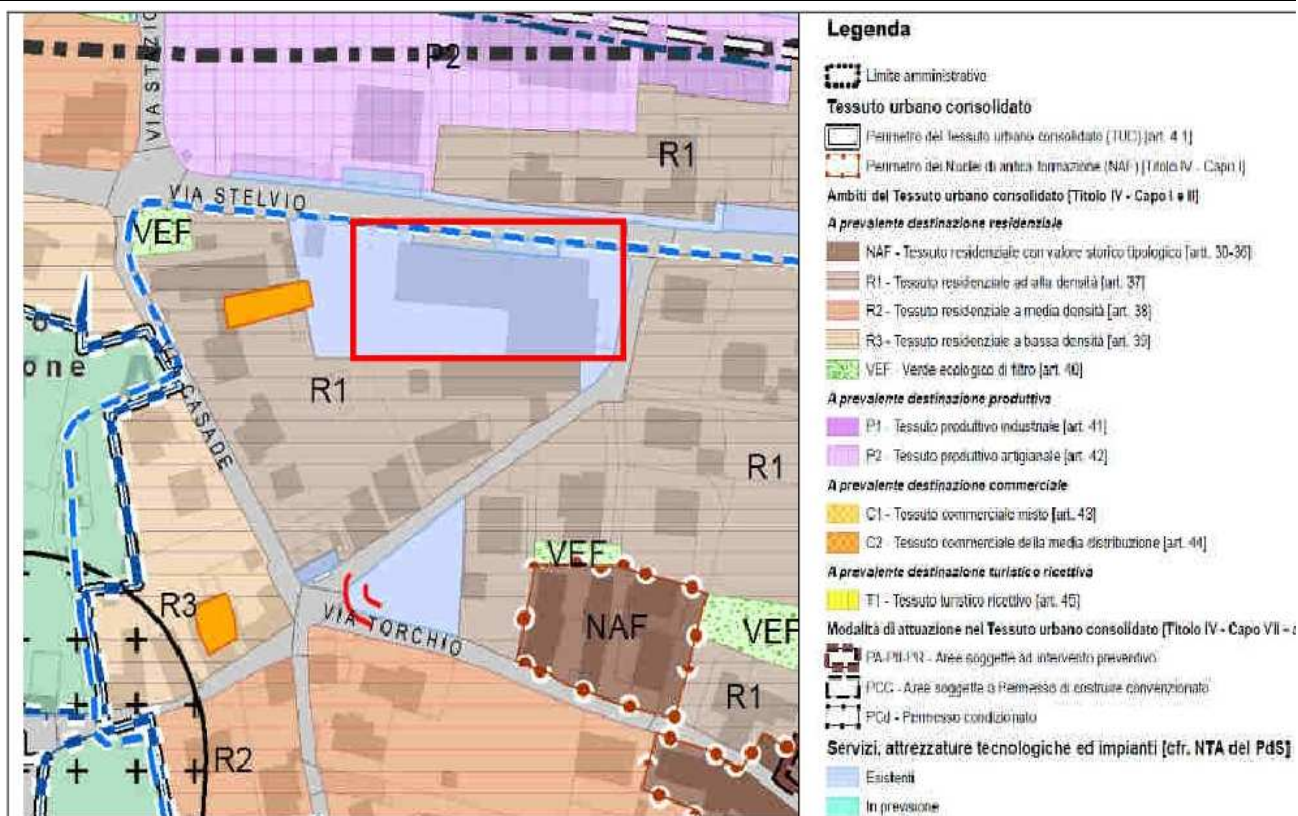 P2
VIA STAZIO
R1
VIA STELVIO
VEF
one
R1
CASADE
R1
VEF
R3
NAF
VEF
VIA TORCHIO
R1
R2
Legenda
Limite amministrativo
Tessuto urbano consolidato
Perimetro del Tessuto urbano consolidato (TUC) [art. 4.1]
Perimetro dei Nuclei di antica formazione (NAF) [Titolo IV - Capo I]
Ambiti del Tessuto urbano consolidato [Titolo IV - Capo I e II]
A prevalente destinazione residenziale
NAF - Tessuto residenziale con valore storico tipologico [artt. 30-36]
R1 - Tessuto residenziale ad alta densità [art. 37]
R2 - Tessuto residenziale a media densità [art. 38]
R3 - Tessuto residenziale a bassa densità [art. 39]
VEF - Verde ecologico di filtro [art. 40]
A prevalente destinazione produttiva
P1 - Tessuto produttivo industriale [art. 41]
P2 - Tessuto produttivo artigianale [art. 42]
A prevalente destinazione commerciale
C1 - Tessuto commerciale misto [art. 43]
C2 - Tessuto commerciale della media distribuzione [art. 44]
A prevalente destinazione turistico ricettiva
T1 - Tessuto turistico ricettivo [art. 45]
Modalità di attuazione nel Tessuto urbano consolidato [Titolo IV - Capo VII -
PA-PII-PR - Aree soggette ad intervento preventivo
PCC - Aree soggette a Permesso di costruire convenzionato
PCd - Permesso condizionato
Servizi, attrezzature tecnologiche ed impianti [cfr. NTA del PdS]
Esistenti
In previsione